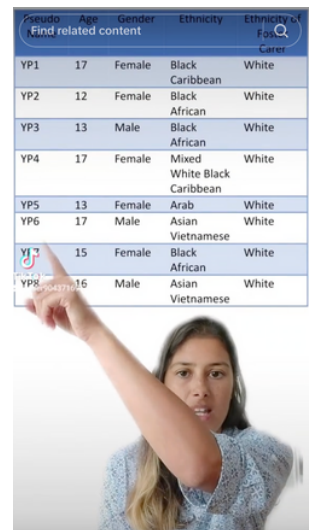 Pseudo Age Gender Ethnicity Ethnicity of
Find related content
Foster
Carer
YP1 17 Female Black White
Caribbean
YP2 12 Female Black White
African
YP3 13 Male Black White
African
YP4 17 Female Mixed White
White Black
Caribbean
YP5 13 Female Arab White
YP6 17 Male Asian White
Vietnamese
YP7 15 Female Black White
African
YP8 16 Male Asian White
Vietnamese